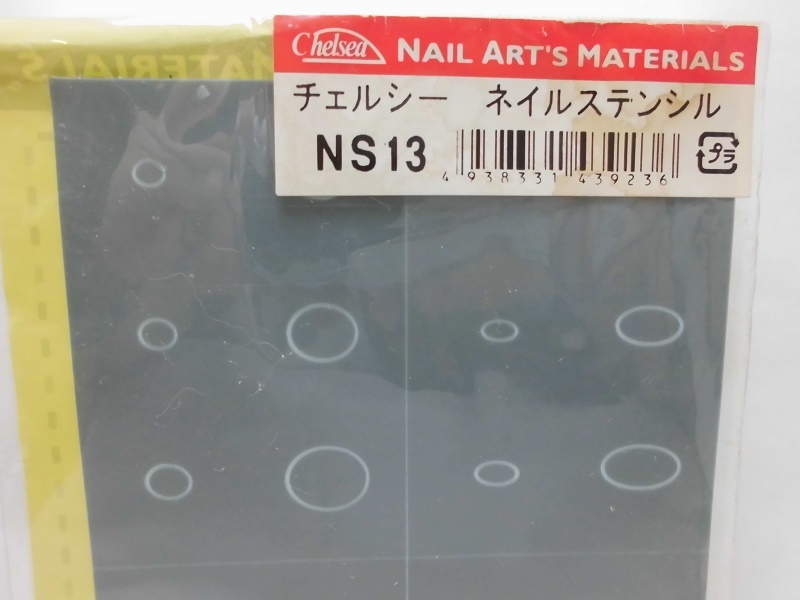 Chelsea NAIL ART'S MATERIALS
チェルシー ネイルステンシル
NS13
4 938331 439236
プラ
MATERIALS